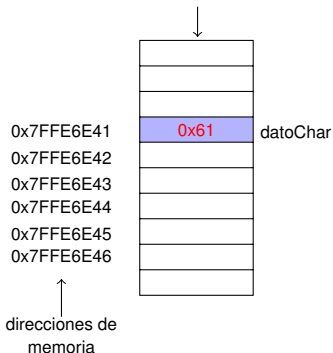 0x7FFE6E41 0x61 datoChar
0x7FFE6E42
0x7FFE6E43
0x7FFE6E44
0x7FFE6E45
0x7FFE6E46
direcciones de
memoria